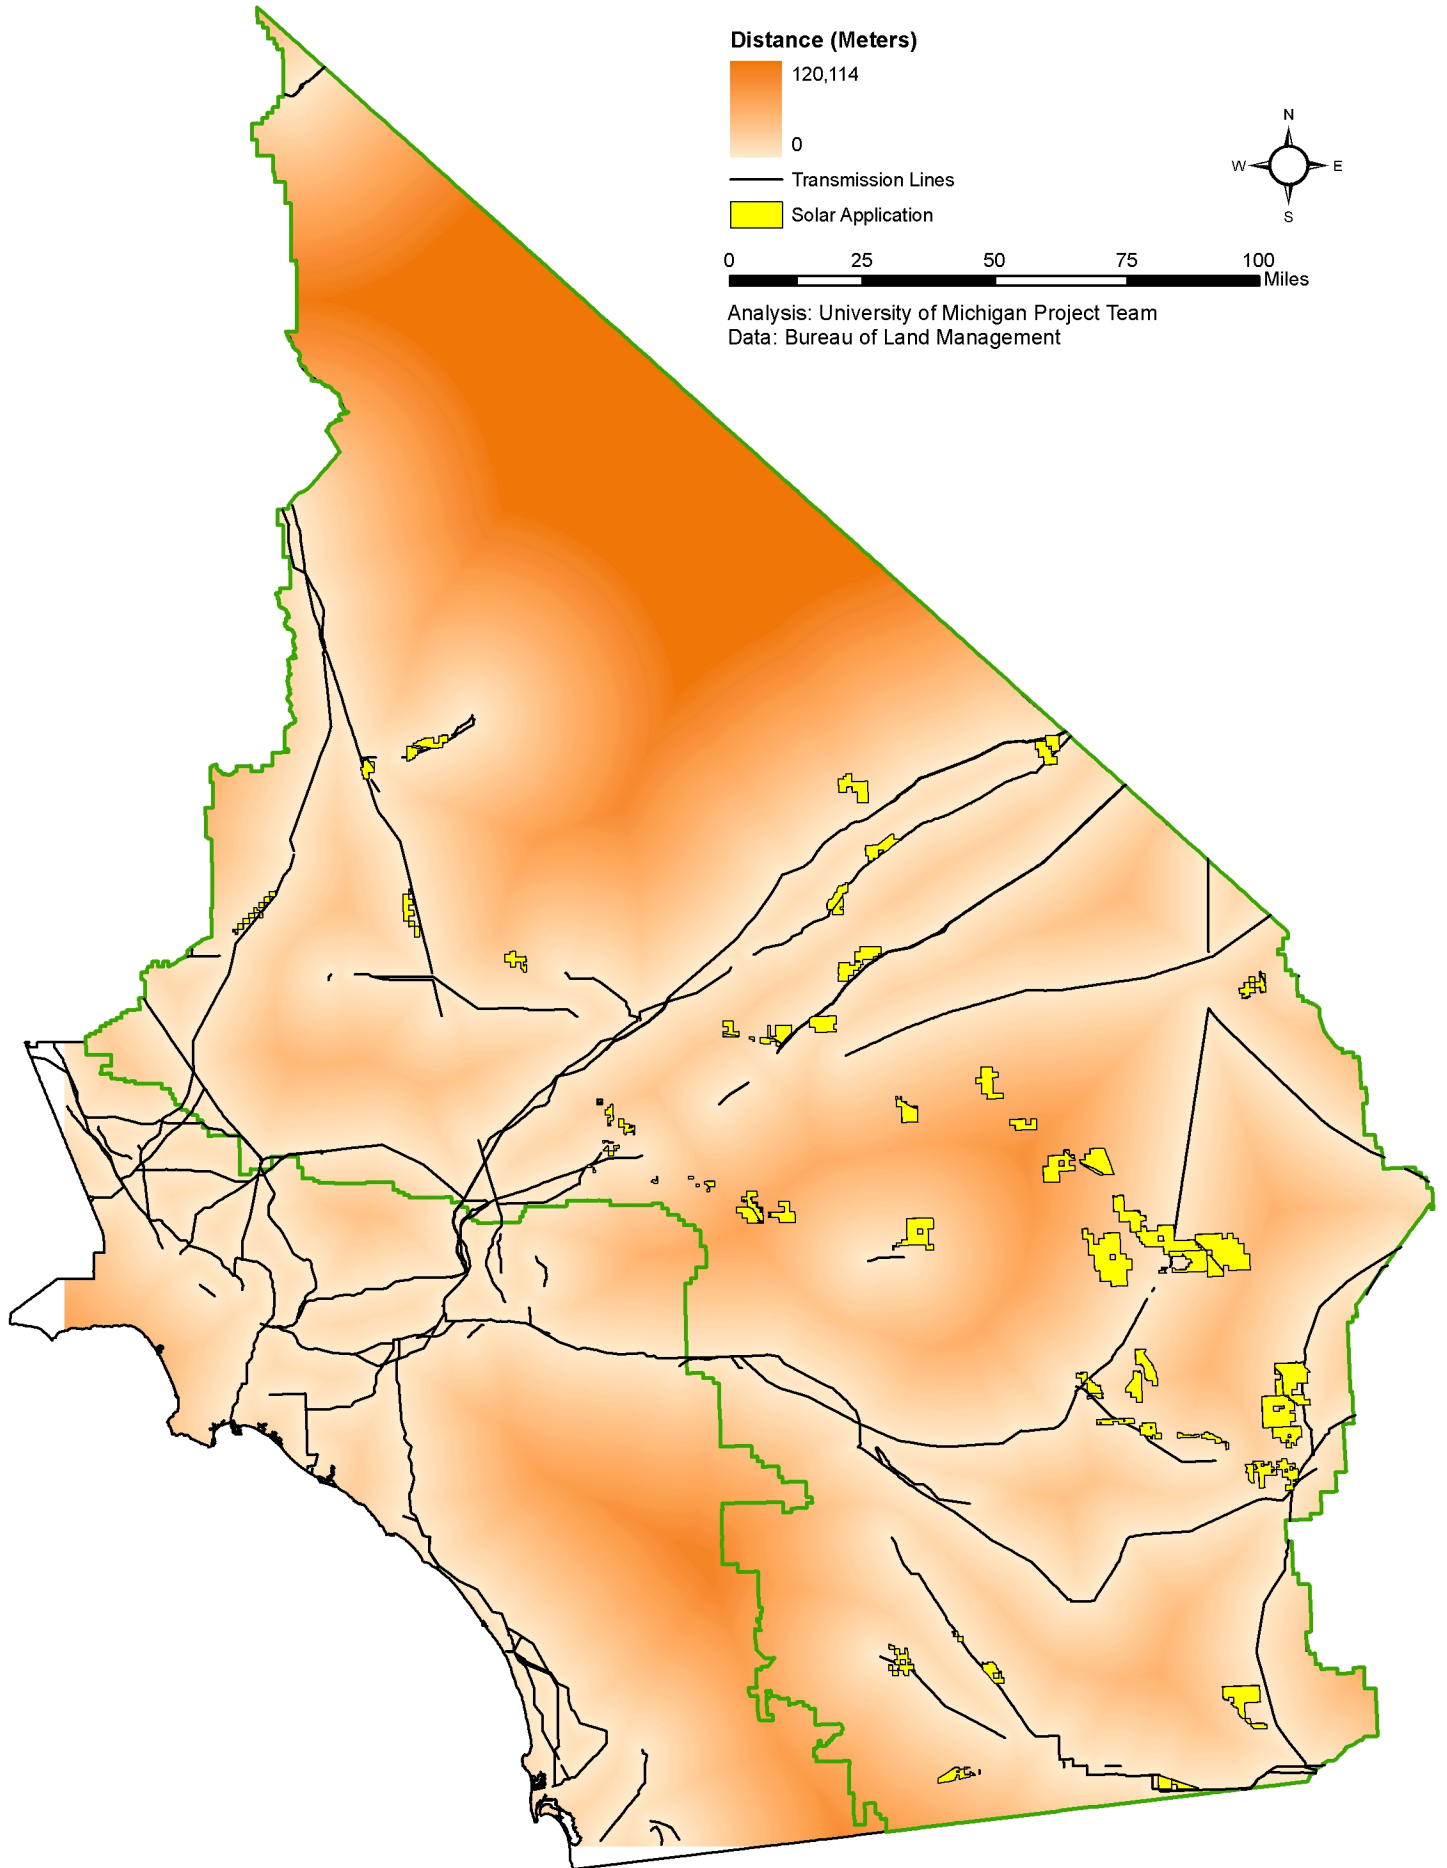 Distance (Meters)
120,114
0
Transmission Lines
Solar Application
N
W E
S
0 25 50 75 100
Miles
Analysis: University of Michigan Project Team
Data: Bureau of Land Management